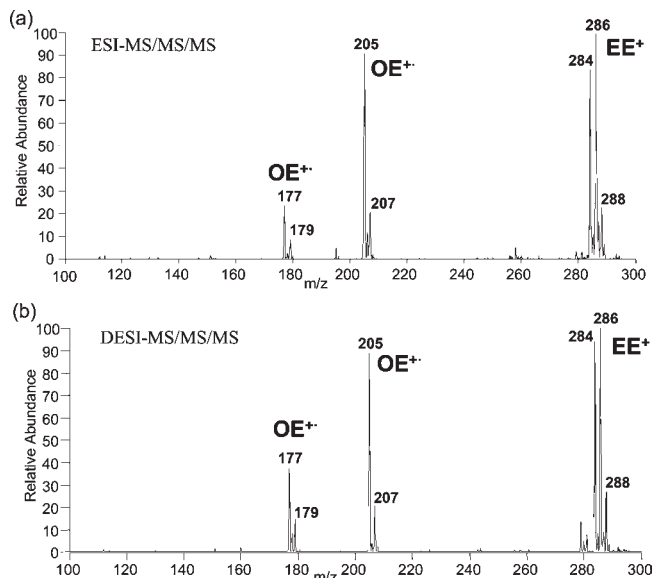 (a)
ESI-MS/MS/MS
Relative Abundance
100
90
80
70
60
50
40
30
20
10
0
OE+·
177
179
205
OE+·
207
286
284
EE+
288
100 120 140 160 180 200 220 240 260 280 300
m/z
(b)
DESI-MS/MS/MS
Relative Abundance
100
90
80
70
60
50
40
30
20
10
0
OE+·
177
179
205
OE+·
207
286
284
EE+
288
100 120 140 160 180 200 220 240 260 280 300
m/z